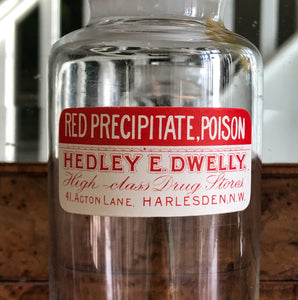 RED PRECIPITATE, POISON
HEDLEY E. DWELLY,
High-class Drug Stores
41, ACTON LANE, HARLESDEN, N.W.